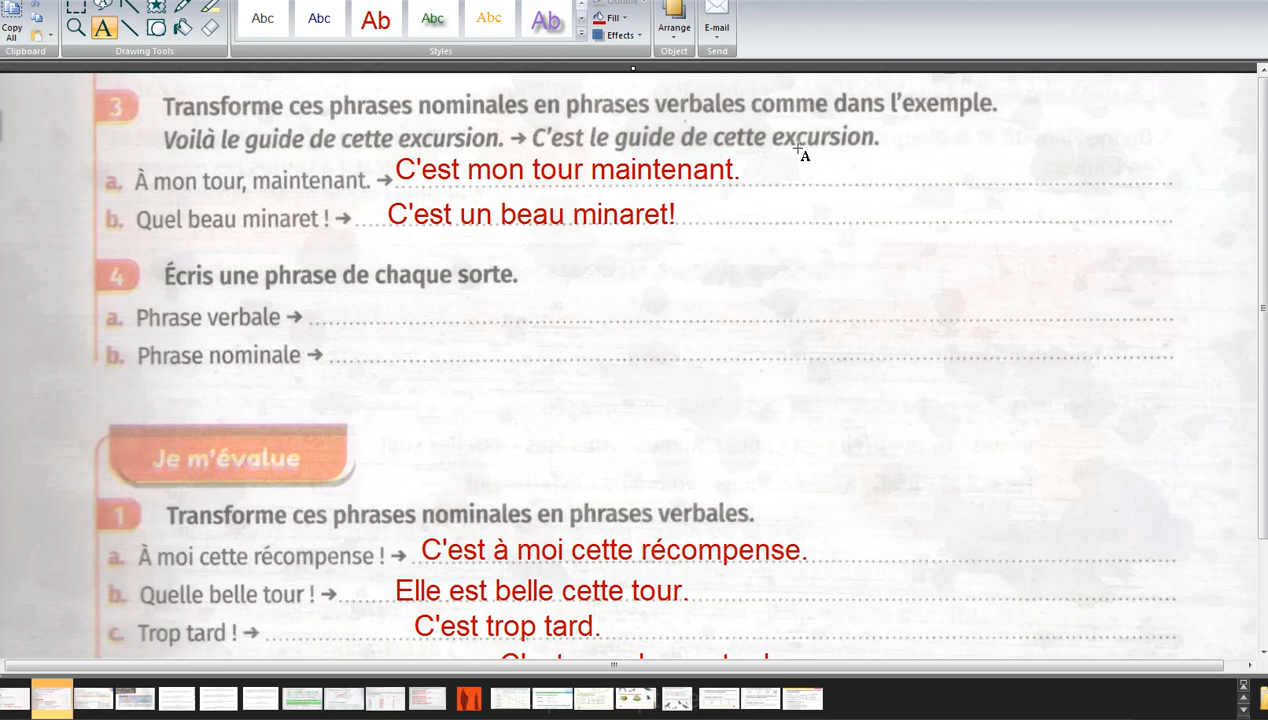 Copy
All
Clipboard
Drawing Tools
Abc Abc Ab Abc Abc Ab
Styles
Outline
Fill
Effects
Arrange
Object
E-mail
Send
3 Transforme ces phrases nominales en phrases verbales comme dans l'exemple.
Voilà le guide de cette excursion. → C'est le guide de cette excursion.
a. À mon tour, maintenant. → C'est mon tour maintenant.
b. Quel beau minaret ! → C'est un beau minaret!
4 Écris une phrase de chaque sorte.
a. Phrase verbale →
b. Phrase nominale →
Je m'évalue
1 Transforme ces phrases nominales en phrases verbales.
a. À moi cette récompense ! → C'est à moi cette récompense.
b. Quelle belle tour ! → Elle est belle cette tour.
c. Trop tard ! → C'est trop tard.